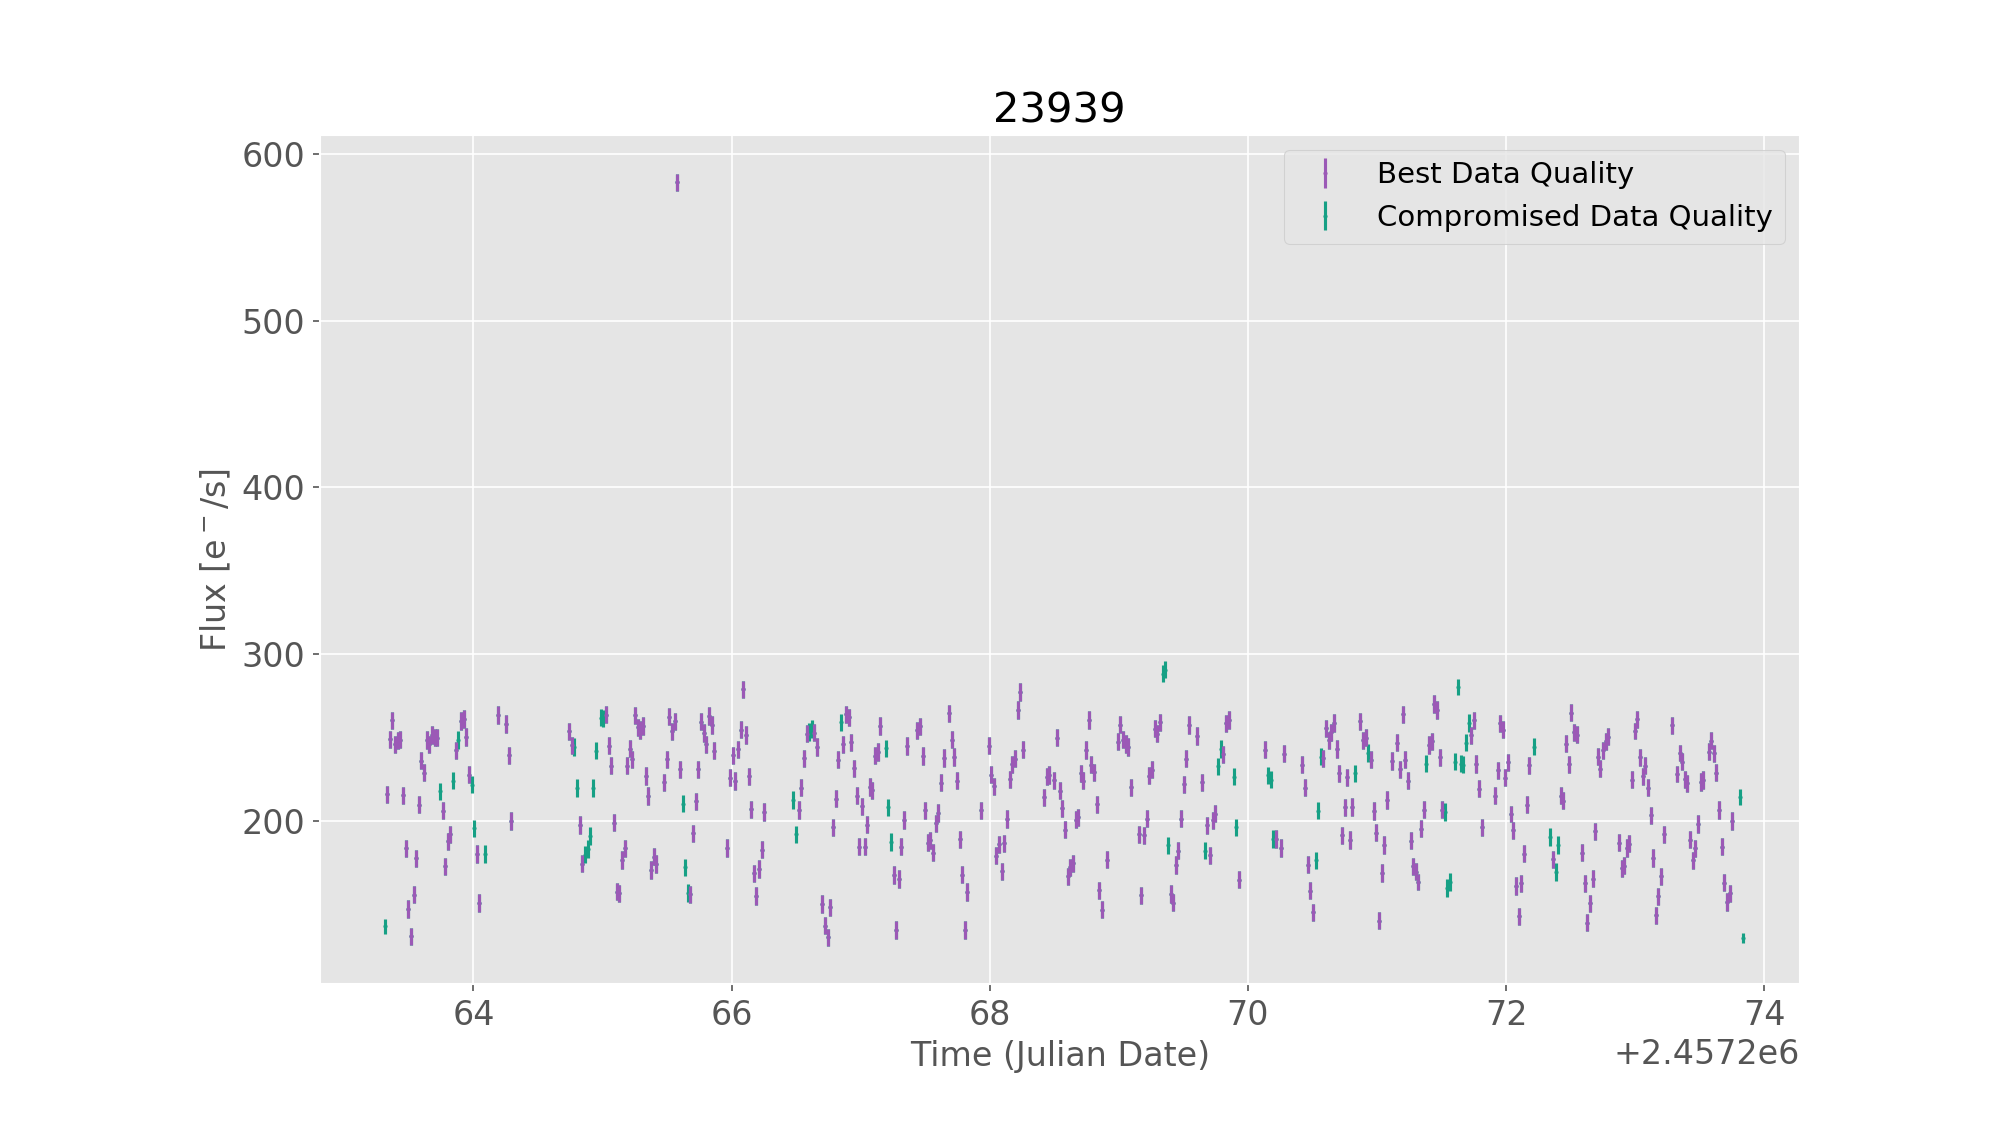 23939
600
500
400
300
200
Flux [e⁻/s]
Best Data Quality
Compromised Data Quality
64 66 68 70 72 74
Time (Julian Date)
+2.4572e6